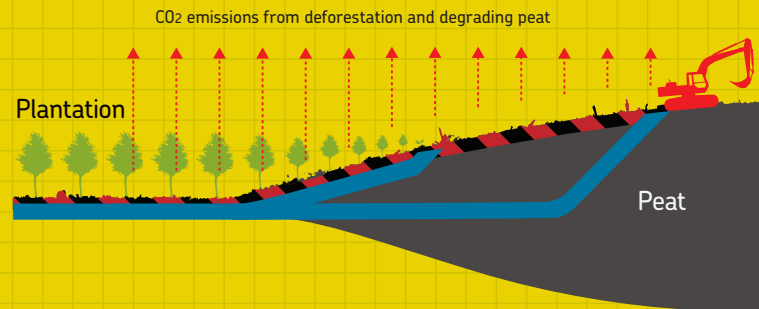 CO2 emissions from deforestation and degrading peat
Plantation
Peat